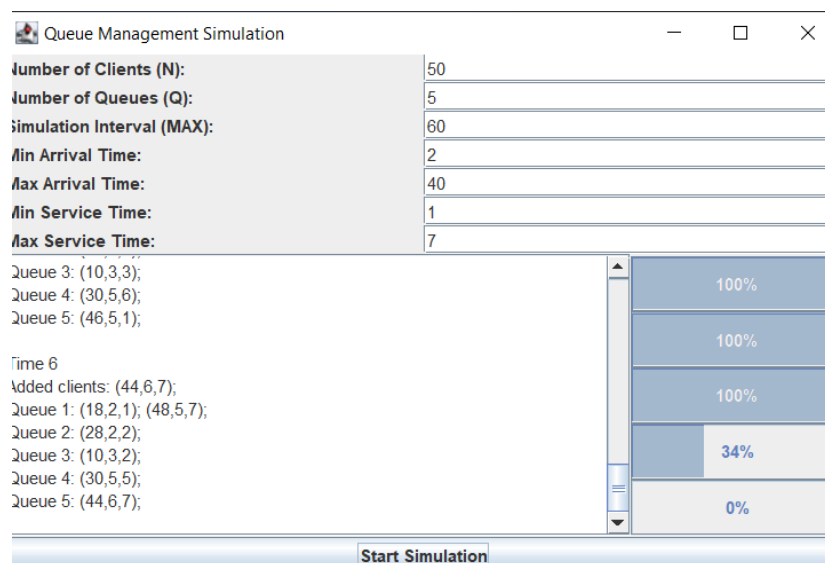 Queue Management Simulation
Number of Clients (N): 50
Number of Queues (Q): 5
Simulation Interval (MAX): 60
Min Arrival Time: 2
Max Arrival Time: 40
Min Service Time: 1
Max Service Time: 7
Queue 3: (10,3,3);
Queue 4: (30,5,6);
Queue 5: (46,5,1);
Time 6
Added clients: (44,6,7);
Queue 1: (18,2,1); (48,5,7);
Queue 2: (28,2,2);
Queue 3: (10,3,2);
Queue 4: (30,5,5);
Queue 5: (44,6,7);
100%
100%
100%
34%
0%
Start Simulation